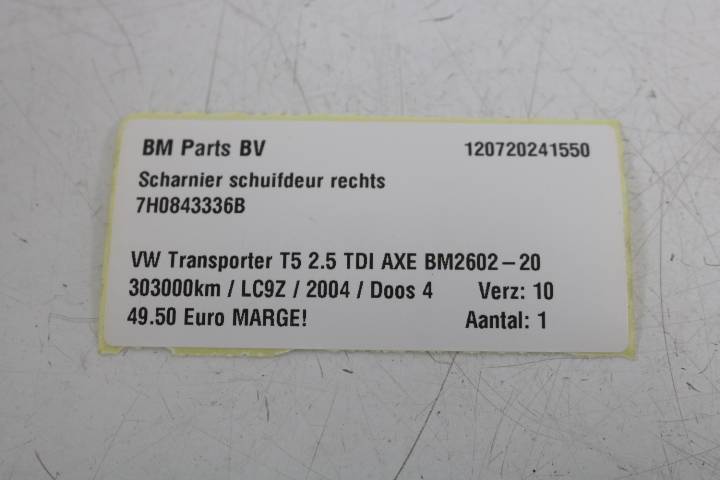 BM Parts BV 120720241550
Scharnier schuifdeur rechts
7H0843336B
VW Transporter T5 2.5 TDI AXE BM2602-20
303000km / LC9Z / 2004 / Doos 4 Verz: 10
49.50 Euro MARGE! Aantal: 1